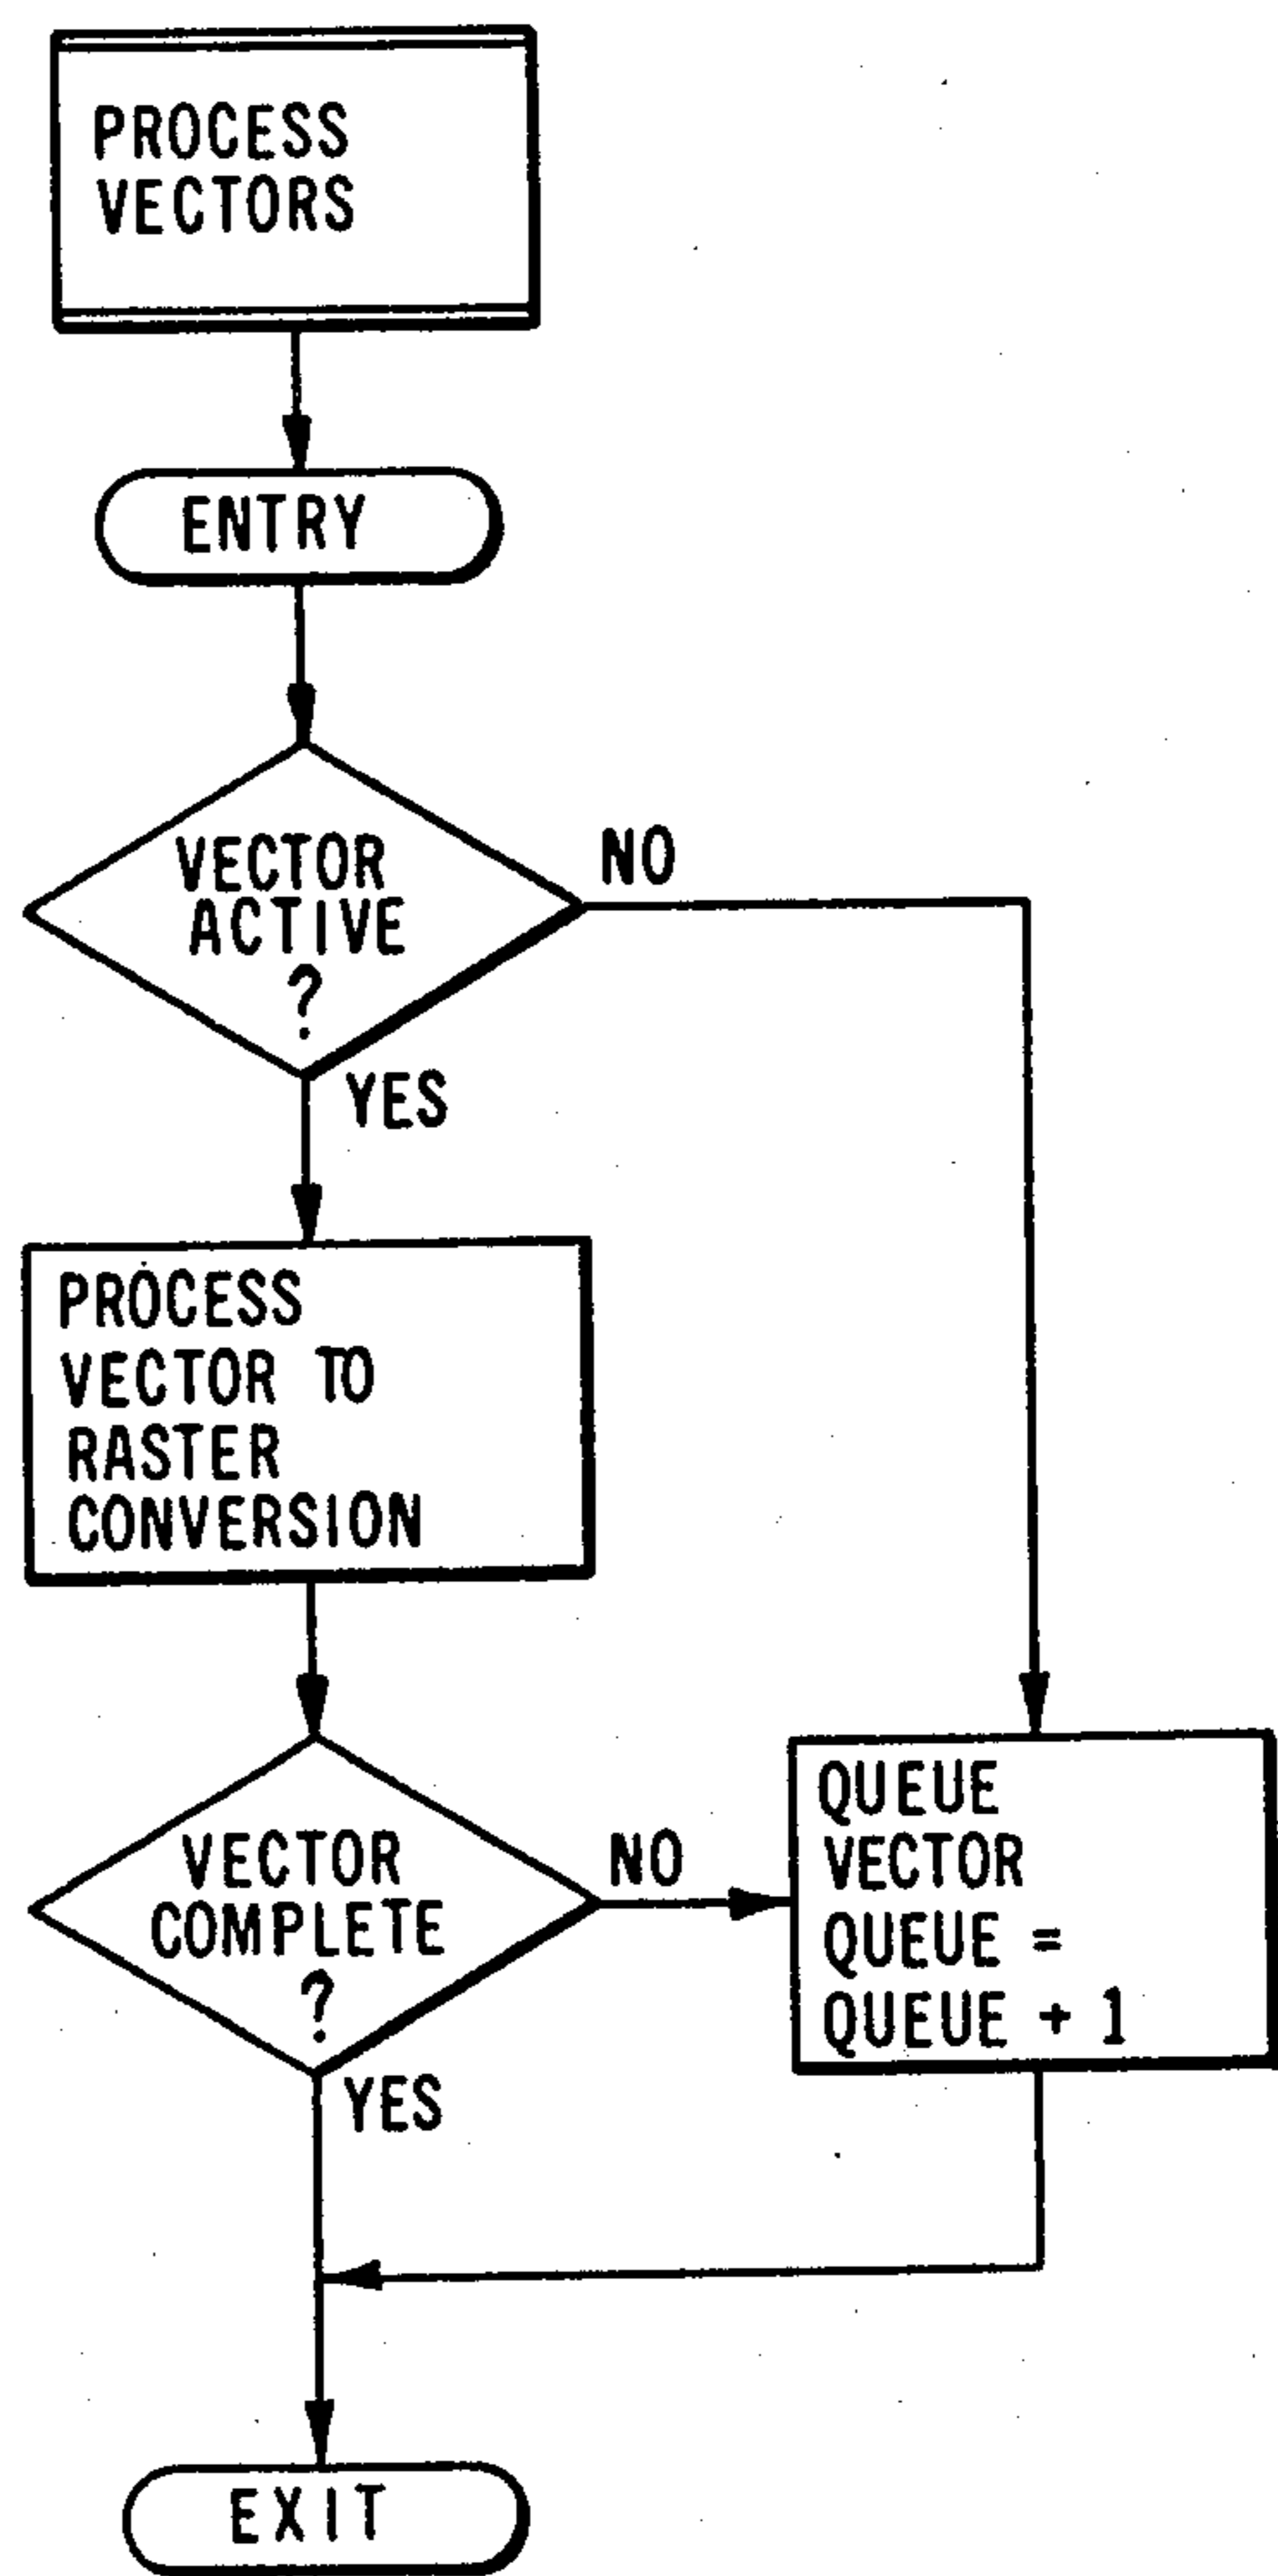 PROCESS
VECTORS
ENTRY
VECTOR
ACTIVE
?
NO
YES
PROCESS
VECTOR TO
RASTER
CONVERSION
VECTOR
COMPLETE
?
NO
YES
QUEUE
VECTOR
QUEUE =
QUEUE + 1
EXIT